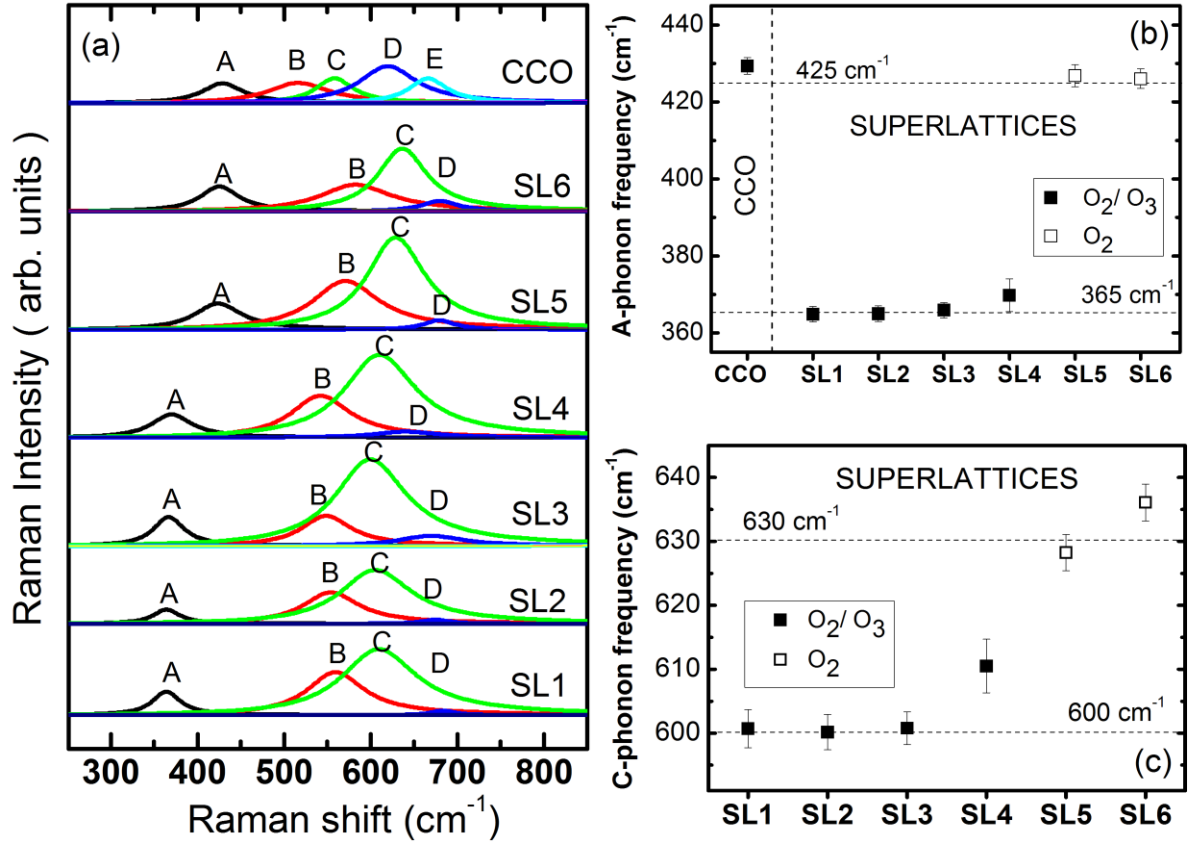 (a)
A B C D E CCO
A B C D SL6
A B C D SL5
A B C D SL4
A B C D SL3
A B C D SL2
A B C D SL1
300 400 500 600 700 800
Raman shift (cm⁻¹)
Raman Intensity ( arb. units )
(b)
A-phonon frequency (cm⁻¹)
440
420
400
380
360
425 cm⁻¹
SUPERLATTICES
CCO
O₂/ O₃
O₂
365 cm⁻¹
CCO SL1 SL2 SL3 SL4 SL5 SL6
C-phonon frequency (cm⁻¹)
640
630
620
610
600
SUPERLATTICES
630 cm⁻¹
O₂/ O₃
O₂
600 cm⁻¹
(c)
SL1 SL2 SL3 SL4 SL5 SL6